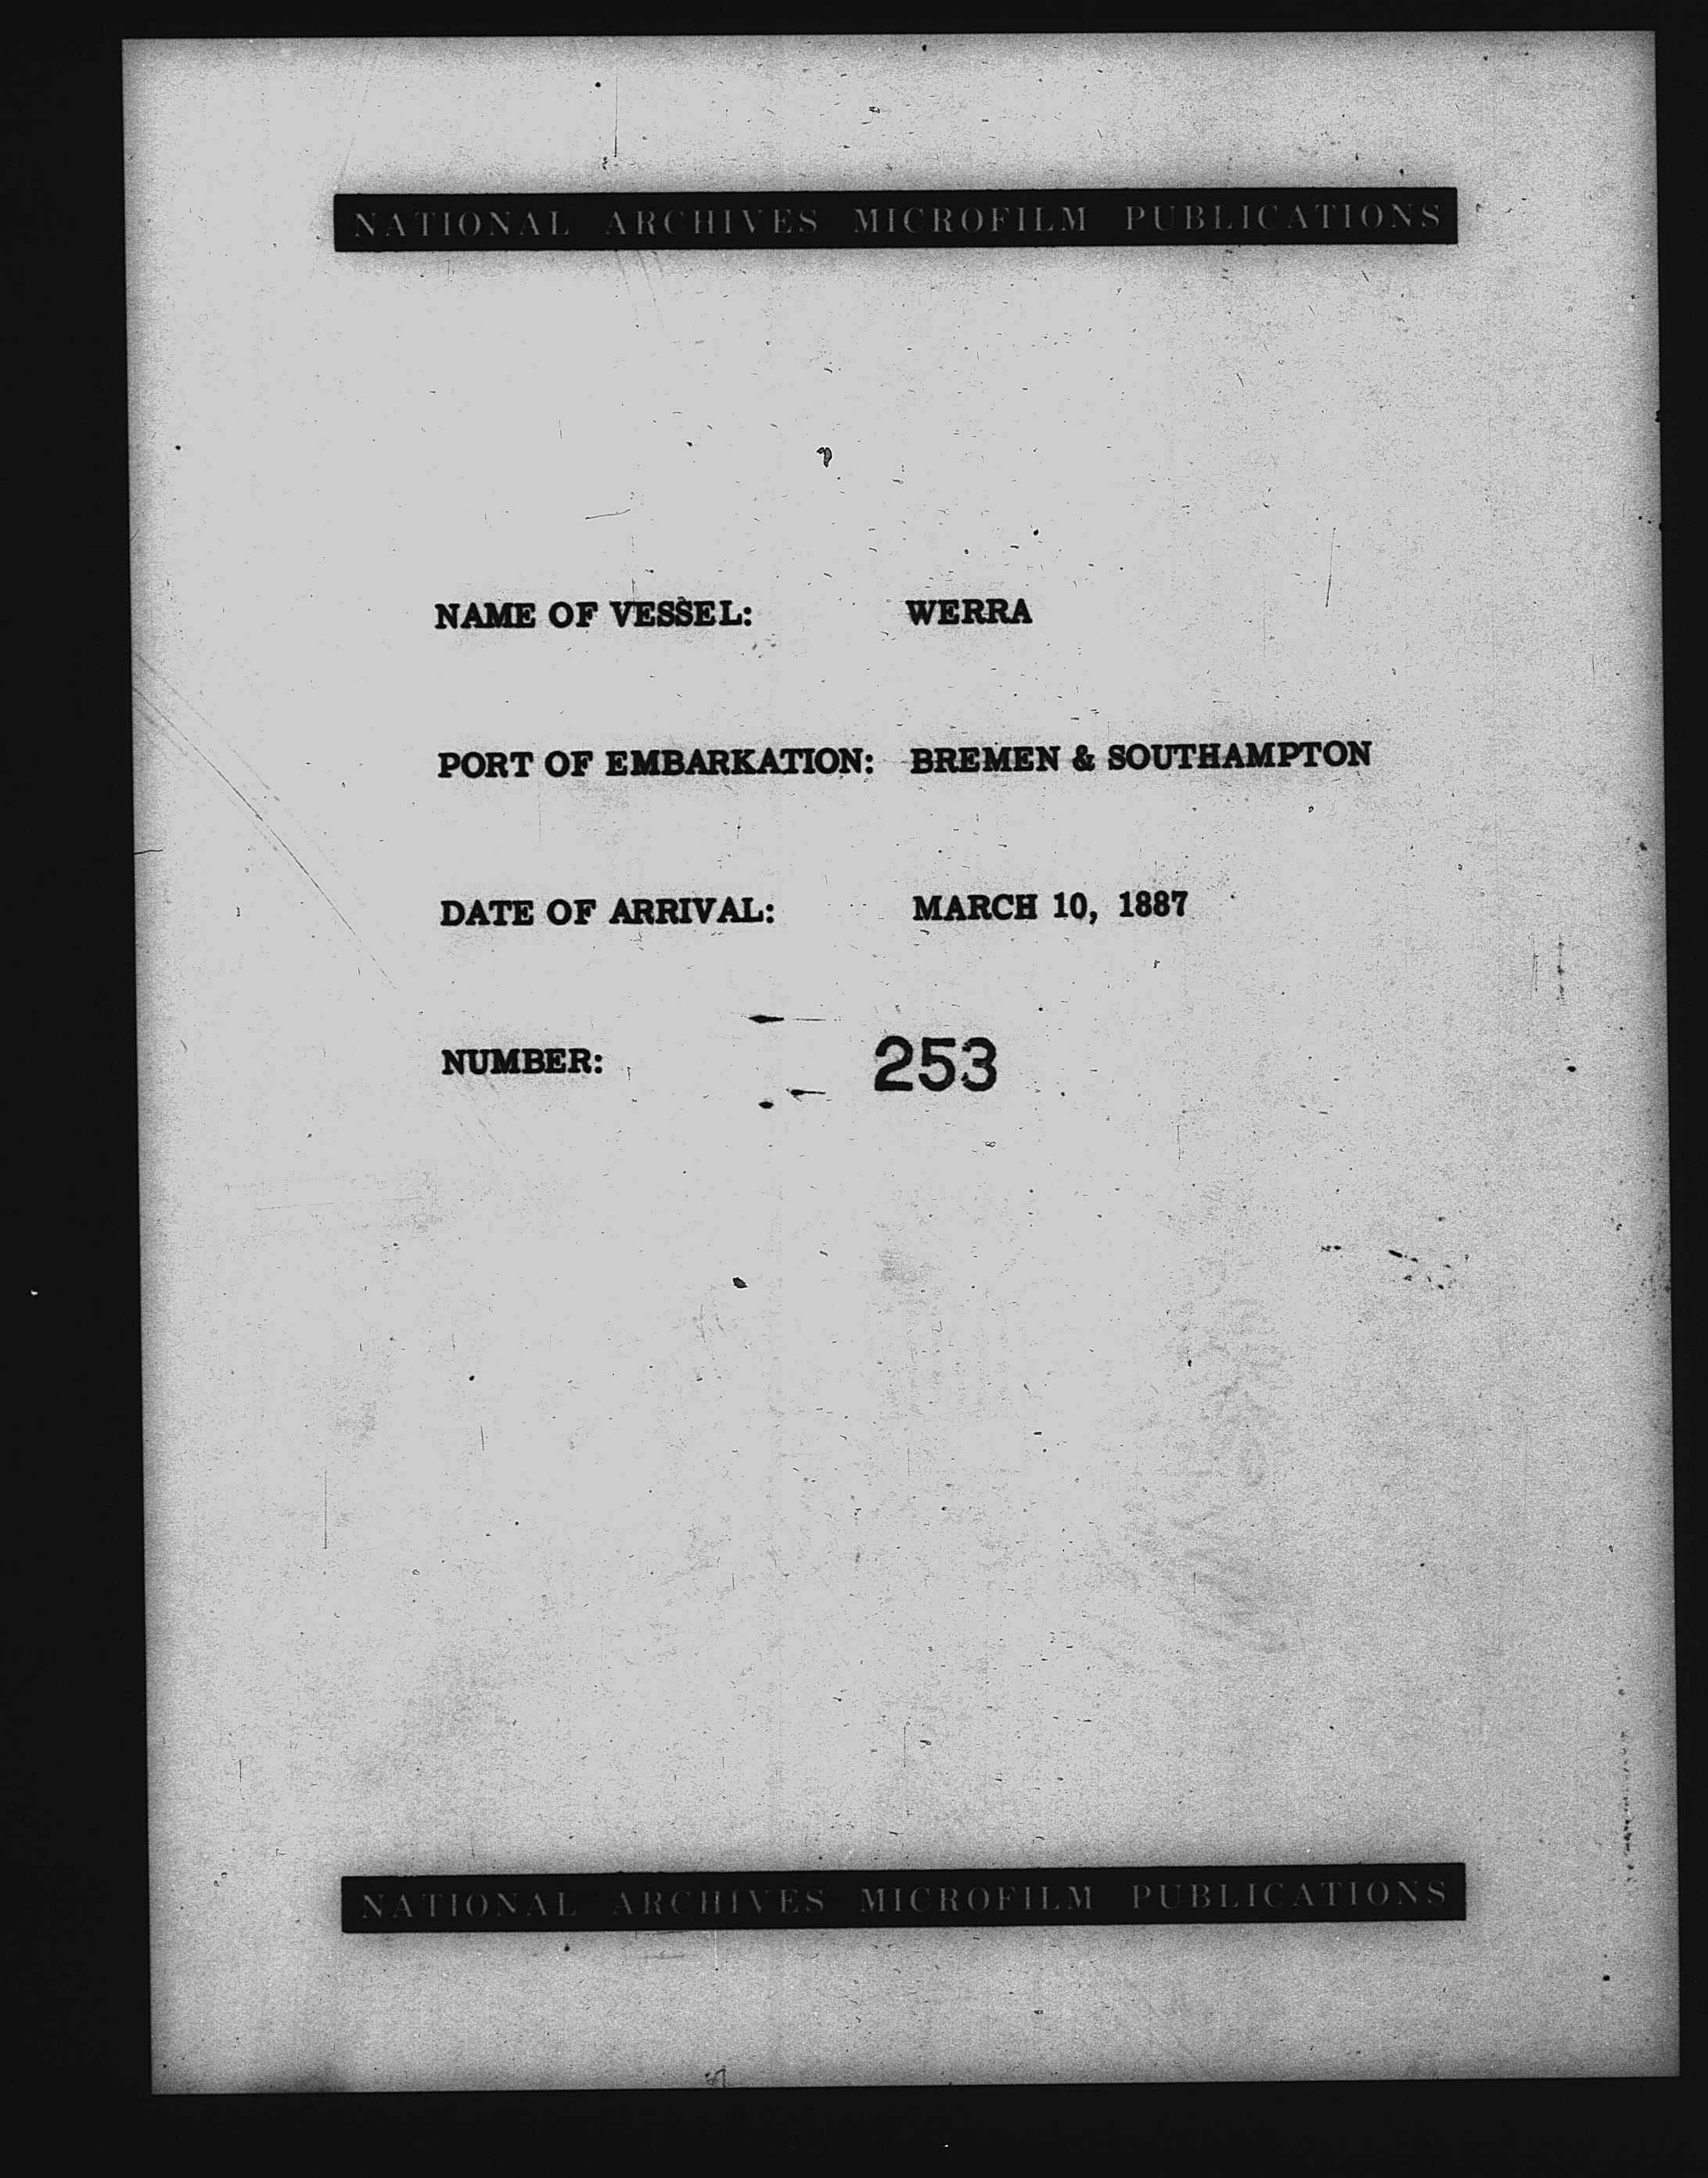 NATIONAL ARCHIVES MICROFILM PUBLICATIONS
NAME OF VESSEL: WERRA
PORT OF EMBARKATION: BREMEN & SOUTHAMPTON
DATE OF ARRIVAL: MARCH 10, 1887
NUMBER: 253
NATIONAL ARCHIVES MICROFILM PUBLICATIONS